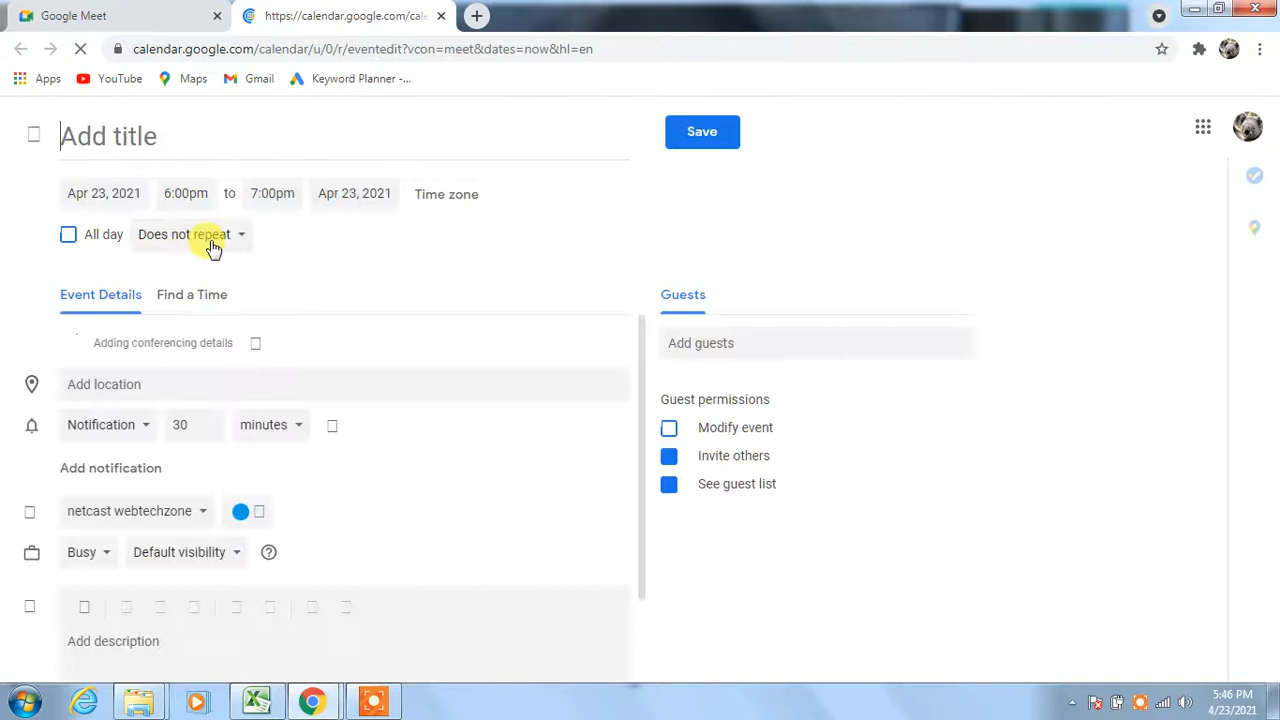 Google Meet
https://calendar.google.com/cale
calendar.google.com/calendar/u/0/r/eventedit?vcon=meet&dates=now&hl=en
Apps YouTube Maps Gmail Keyword Planner -...
Add title
Save
Apr 23, 2021 6:00pm to 7:00pm Apr 23, 2021 Time zone
All day Does not repeat
Event Details Find a Time
Guests
Adding conferencing details
Add guests
Add location
Guest permissions
Notification 30 minutes
Modify event
Add notification
Invite others
See guest list
netcast webtechzone
Busy Default visibility
Add description
5:46 PM
4/23/2021